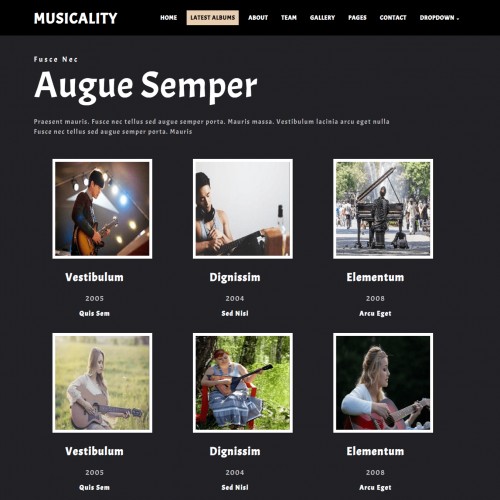 MUSICALITY
HOME LATEST ALBUMS ABOUT TEAM GALLERY PAGES CONTACT DROPDOWN
Fusce Nec
Augue Semper
Praesent mauris. Fusce nec tellus sed augue semper porta. Mauris massa. Vestibulum lacinia arcu eget nulla
Fusce nec tellus sed augue semper porta. Mauris
Vestibulum Dignissim Elementum
2005 2004 2008
Quis Sem Sed Nisi Arcu Eget
Vestibulum Dignissim Elementum
2005 2004 2008
Quis Sem Sed Nisi Arcu Eget